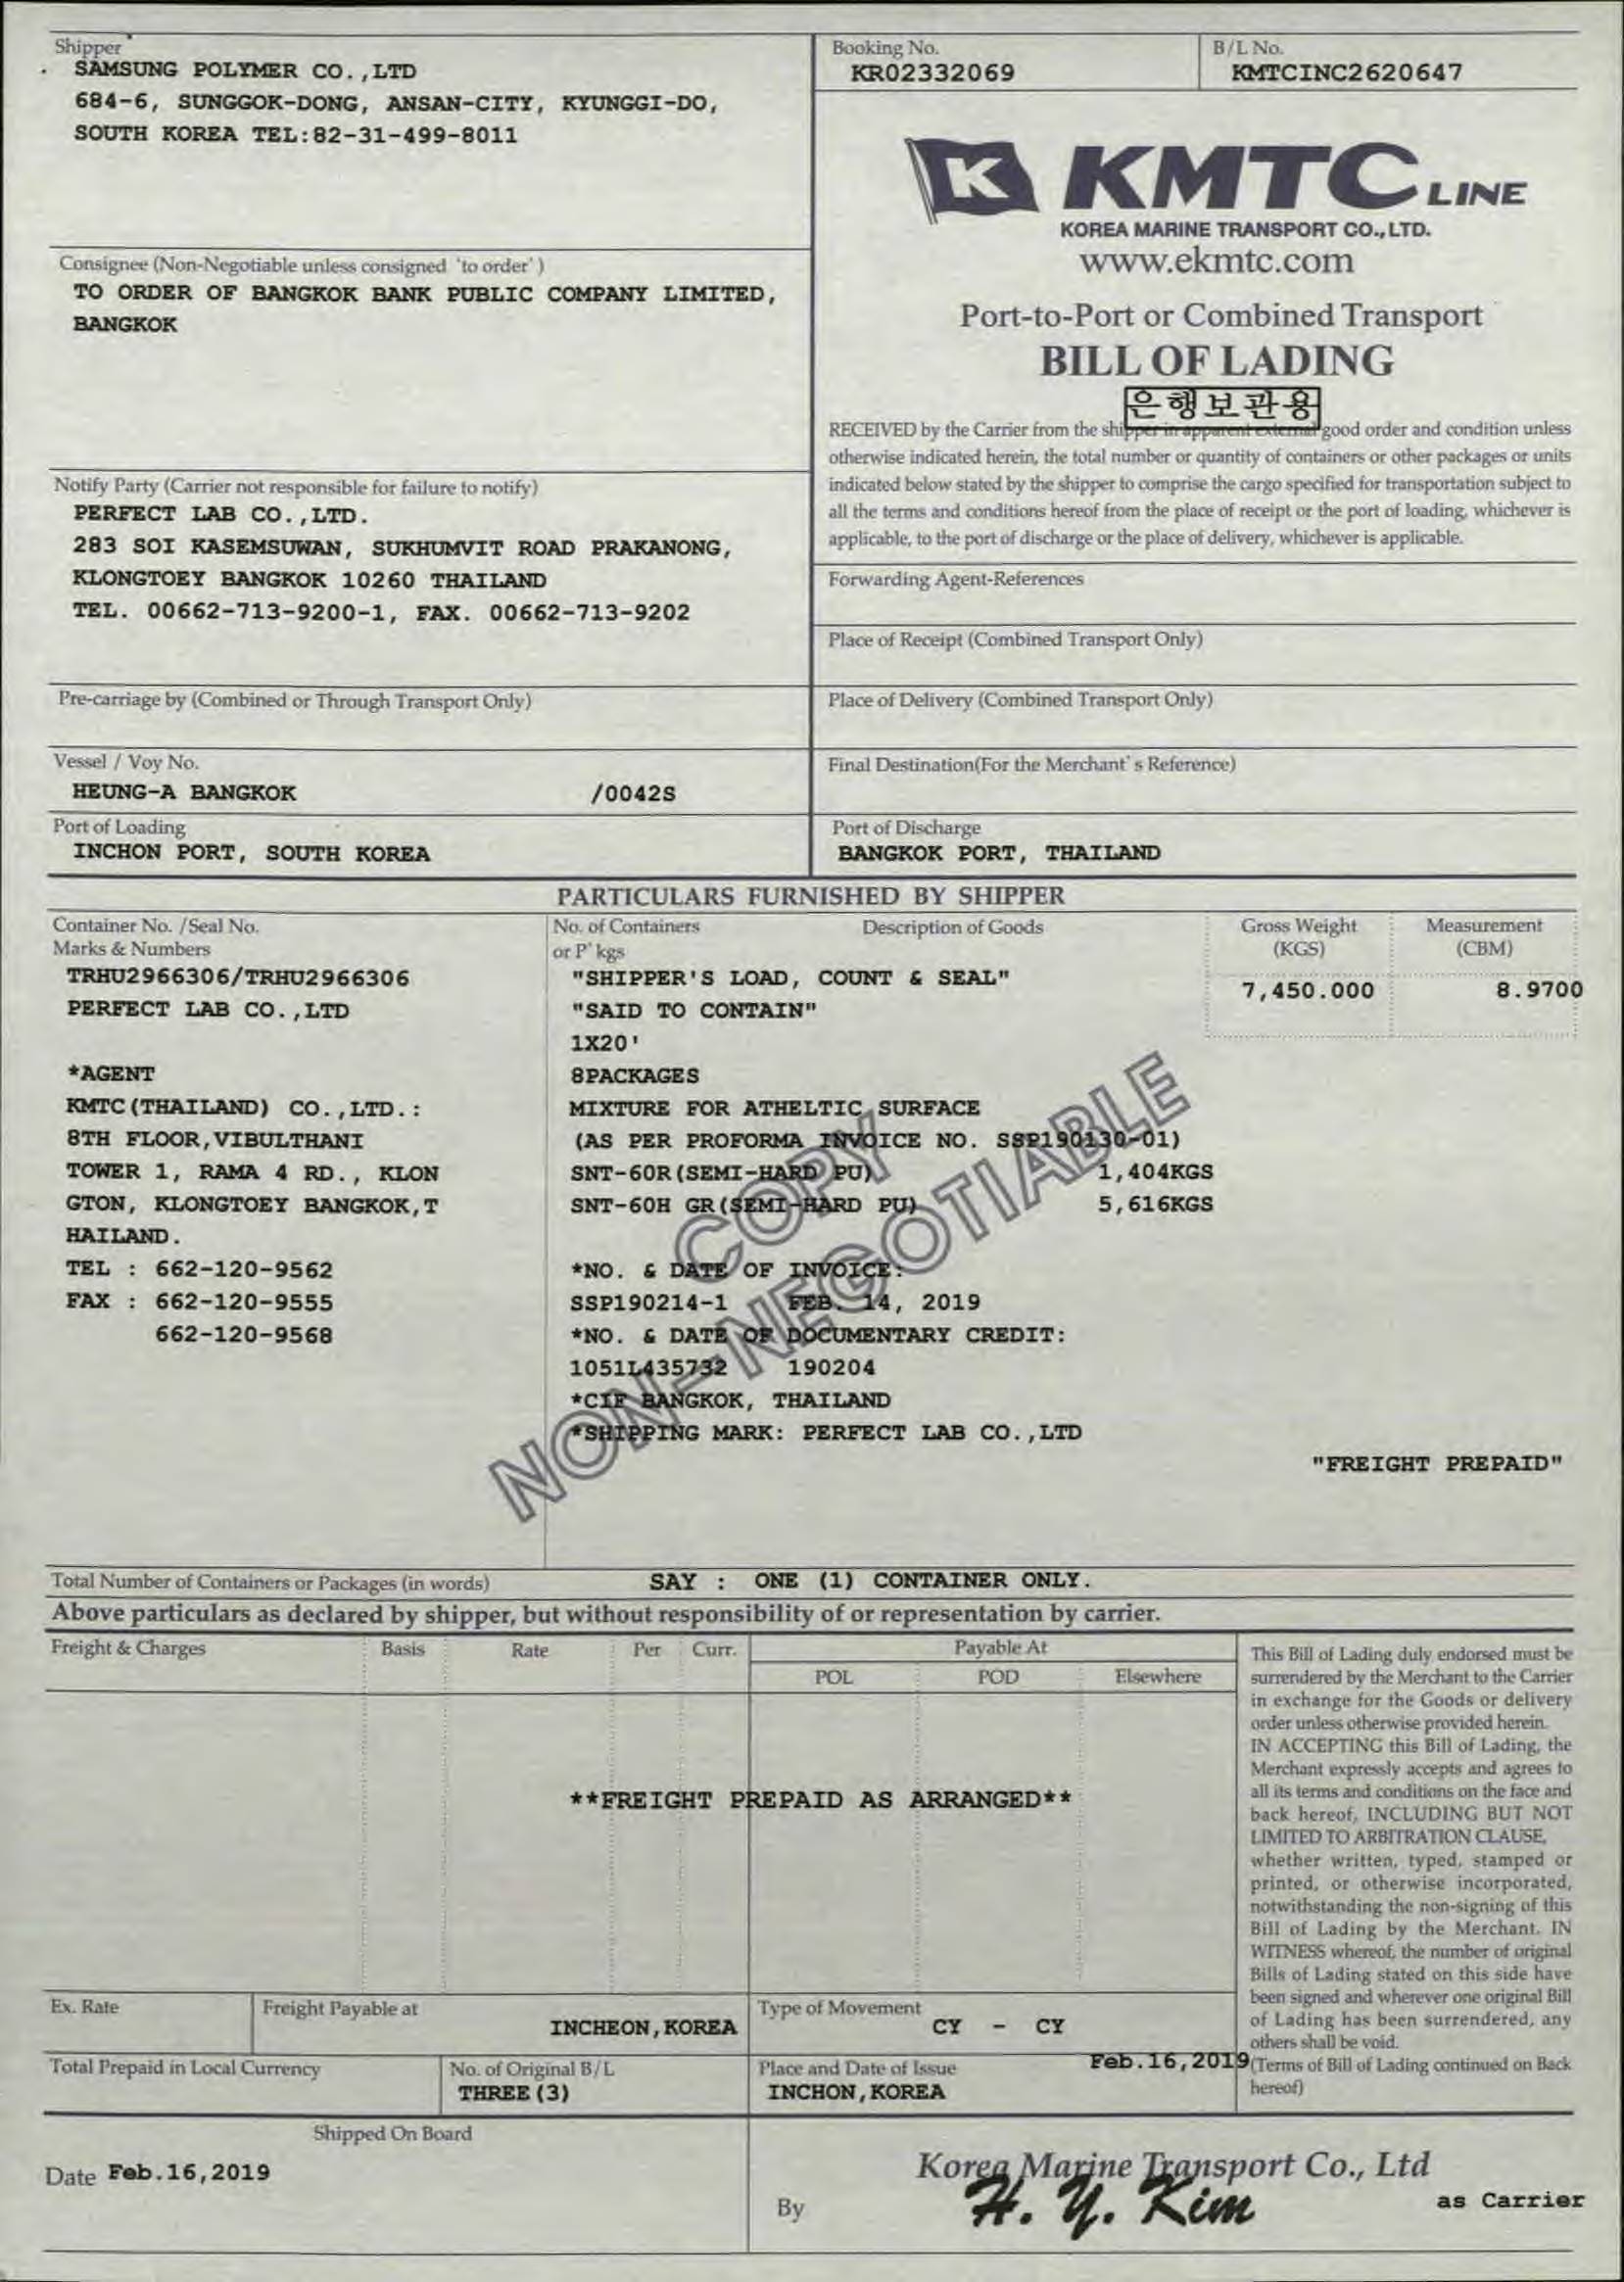 Shipper
SAMSUNG POLYMER CO.,LTD
684-6, SUNGGOK-DONG, ANSAN-CITY, KYUNGGI-DO,
SOUTH KOREA TEL:82-31-499-8011
Booking No.
KR02332069
B/L No.
KMTCINC2620647
K KMTC LINE
KOREA MARINE TRANSPORT CO., LTD.
www.ekmtc.com
Port-to-Port or Combined Transport
BILL OF LADING
은행보관용
Consignee (Non-Negotiable unless consigned 'to order')
TO ORDER OF BANGKOK BANK PUBLIC COMPANY LIMITED,
BANGKOK
RECEIVED by the Carrier from the shipper in apparent external good order and condition unless
otherwise indicated herein, the total number or quantity of containers or other packages or units
indicated below stated by the shipper to comprise the cargo specified for transportation subject to
all the terms and conditions hereof from the place of receipt or the port of loading, whichever is
applicable, to the port of discharge or the place of delivery, whichever is applicable.
Notify Party (Carrier not responsible for failure to notify)
PERFECT LAB CO.,LTD.
283 SOI KASEMSUWAN, SUKHUMVIT ROAD PRAKANONG,
KLONGTOEY BANGKOK 10260 THAILAND
TEL. 00662-713-9200-1, FAX. 00662-713-9202
Forwarding Agent-References
Place of Receipt (Combined Transport Only)
Pre-carriage by (Combined or Through Transport Only)
Place of Delivery (Combined Transport Only)
Vessel / Voy No.
HEUNG-A BANGKOK /0042S
Final Destination(For the Merchant's Reference)
Port of Loading
INCHON PORT, SOUTH KOREA
Port of Discharge
BANGKOK PORT, THAILAND
PARTICULARS FURNISHED BY SHIPPER
Container No. /Seal No.
Marks & Numbers
No. of Containers
or P'kgs
Description of Goods
Gross Weight
(KGS)
Measurement
(CBM)
TRHU2966306/TRHU2966306
PERFECT LAB CO.,LTD
*AGENT
KMTC(THAILAND) CO.,LTD.:
8TH FLOOR,VIBULTHANI
TOWER 1, RAMA 4 RD., KLON
GTON, KLONGTOEY BANGKOK,T
HAILAND.
TEL : 662-120-9562
FAX : 662-120-9555
662-120-9568
"SHIPPER'S LOAD, COUNT & SEAL"
"SAID TO CONTAIN"
1X20'
8PACKAGES
MIXTURE FOR ATHELTIC SURFACE
(AS PER PROFORMA INVOICE NO. SSP190130-01)
SNT-60R(SEMI-HARD PU) 1,404KGS
SNT-60H GR(SEMI-HARD PU) 5,616KGS
*NO. & DATE OF INVOICE:
SSP190214-1 FEB. 14, 2019
*NO. & DATE OF DOCUMENTARY CREDIT:
1051L435732 190204
*CIF BANGKOK, THAILAND
*SHIPPING MARK: PERFECT LAB CO.,LTD
7,450.000
8.9700
"FREIGHT PREPAID"
COPY
NON-NEGOTIABLE
Total Number of Containers or Packages (in words) SAY : ONE (1) CONTAINER ONLY.
Above particulars as declared by shipper, but without responsibility of or representation by carrier.
Freight & Charges
Basis
Rate
Per
Curr.
Payable At
POL
POD
Elsewhere
**FREIGHT PREPAID AS ARRANGED**
This Bill of Lading duly endorsed must be
surrendered by the Merchant to the Carrier
in exchange for the Goods or delivery
order unless otherwise provided herein.
IN ACCEPTING this Bill of Lading, the
Merchant expressly accepts and agrees to
all its terms and conditions on the face and
back hereof, INCLUDING BUT NOT
LIMITED TO ARBITRATION CLAUSE,
whether written, typed, stamped or
printed, or otherwise incorporated,
notwithstanding the non-signing of this
Bill of Lading by the Merchant. IN
WITNESS whereof, the number of original
Bills of Lading stated on this side have
been signed and wherever one original Bill
of Lading has been surrendered, any
others shall be void.
(Terms of Bill of Lading continued on Back
hereof)
Ex. Rate
Freight Payable at
INCHEON,KOREA
Type of Movement
CY - CY
Total Prepaid in Local Currency
No. of Original B/L
THREE(3)
Place and Date of Issue
Feb.16,2019
INCHON,KOREA
Shipped On Board
Date Feb.16,2019
Korea Marine Transport Co., Ltd
By H. Y. Kim as Carrier